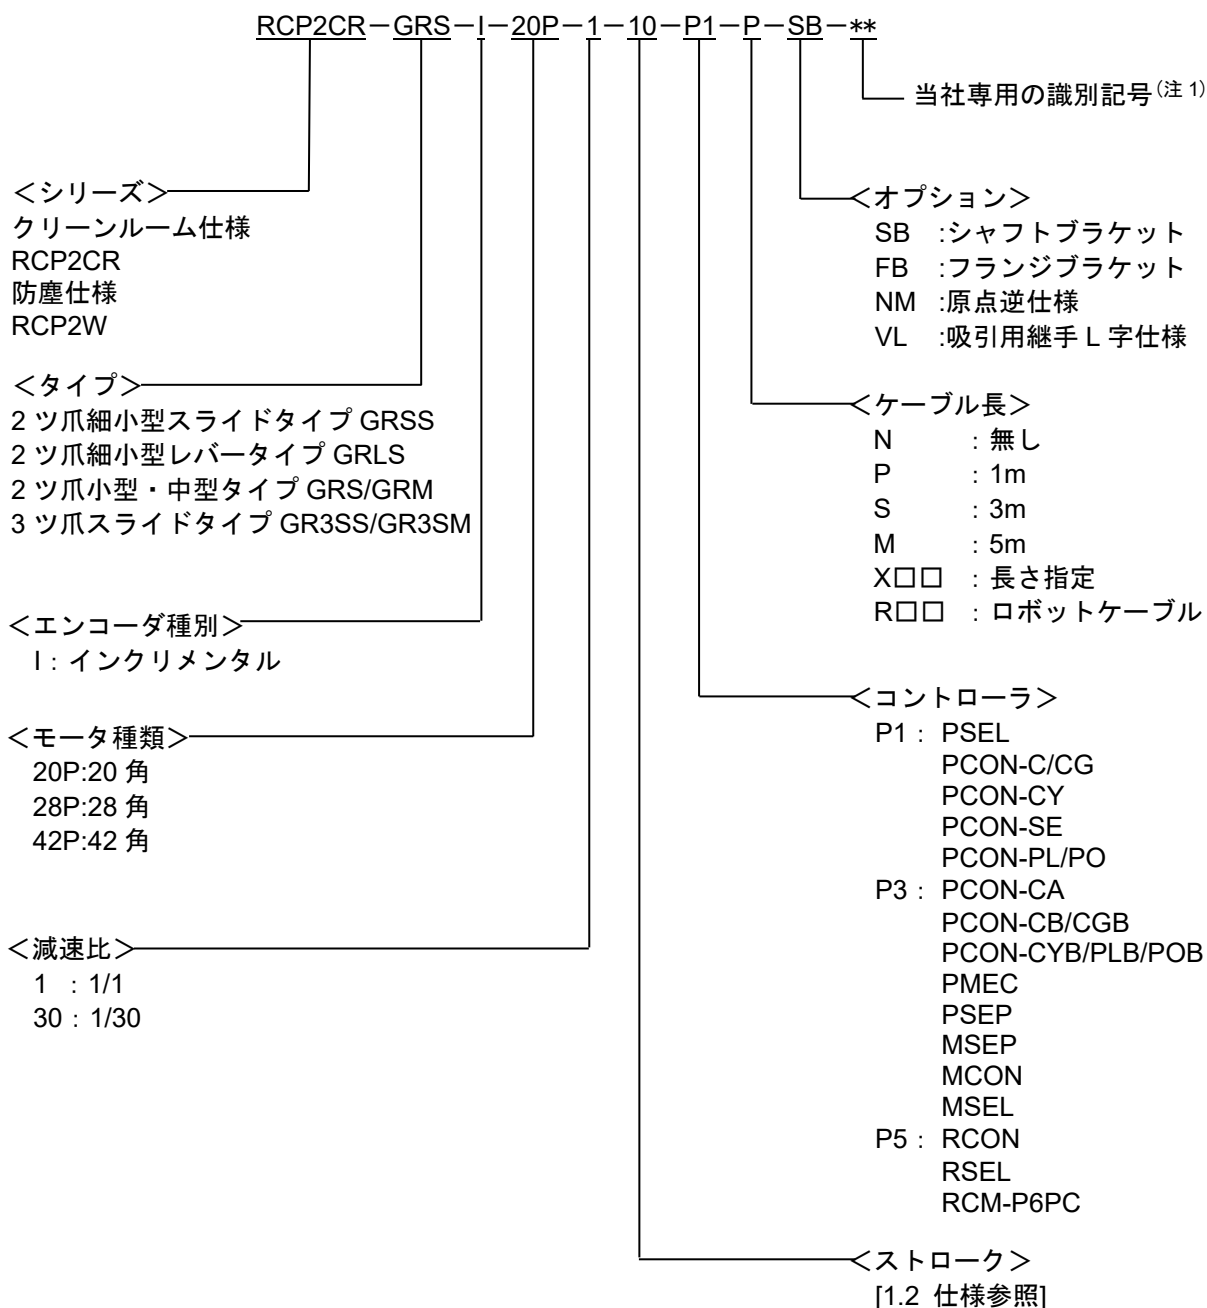 RCP2CR－GRS－I－20P－1－10－P1－P－SB－**
当社専用の識別記号(注1)
＜シリーズ＞
クリーンルーム仕様
RCP2CR
防塵仕様
RCP2W
＜タイプ＞
2 ツ爪細小型スライドタイプ GRSS
2 ツ爪細小型レバータイプ GRLS
2 ツ爪小型・中型タイプ GRS/GRM
3 ツ爪スライドタイプ GR3SS/GR3SM
＜エンコーダ種別＞
I：インクリメンタル
＜モータ種類＞
20P:20 角
28P:28 角
42P:42 角
＜減速比＞
1 ：1/1
30：1/30
＜オプション＞
SB :シャフトブラケット
FB :フランジブラケット
NM :原点逆仕様
VL :吸引用継手 L 字仕様
＜ケーブル長＞
N ：無し
P ：1m
S ：3m
M ：5m
X□□ ：長さ指定
R□□ ：ロボットケーブル
＜コントローラ＞
P1： PSEL
PCON-C/CG
PCON-CY
PCON-SE
PCON-PL/PO
P3： PCON-CA
PCON-CB/CGB
PCON-CYB/PLB/POB
PMEC
PSEP
MSEP
MCON
MSEL
P5： RCON
RSEL
RCM-P6PC
＜ストローク＞
[1.2 仕様参照]